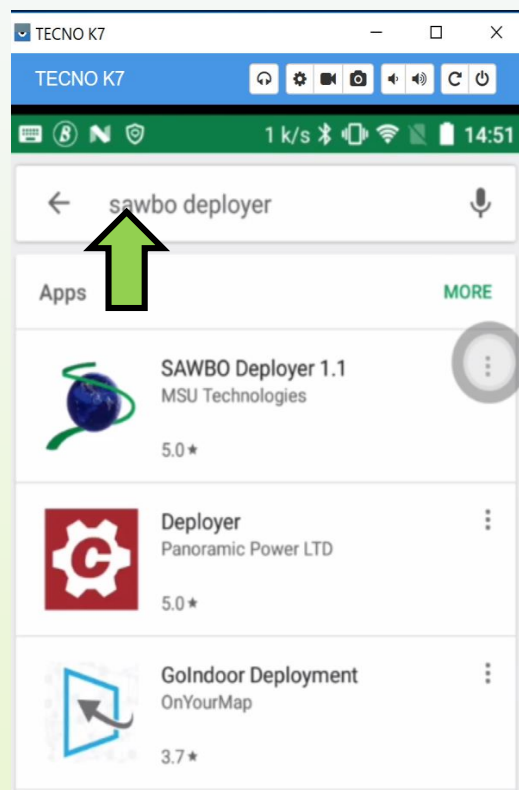 TECNO K7
TECNO K7
1 k/s 14:51
sawbo deployer
Apps MORE
SAWBO Deployer 1.1
MSU Technologies
5.0★
Deployer
Panoramic Power LTD
5.0★
GoIndoor Deployment
OnYourMap
3.7★